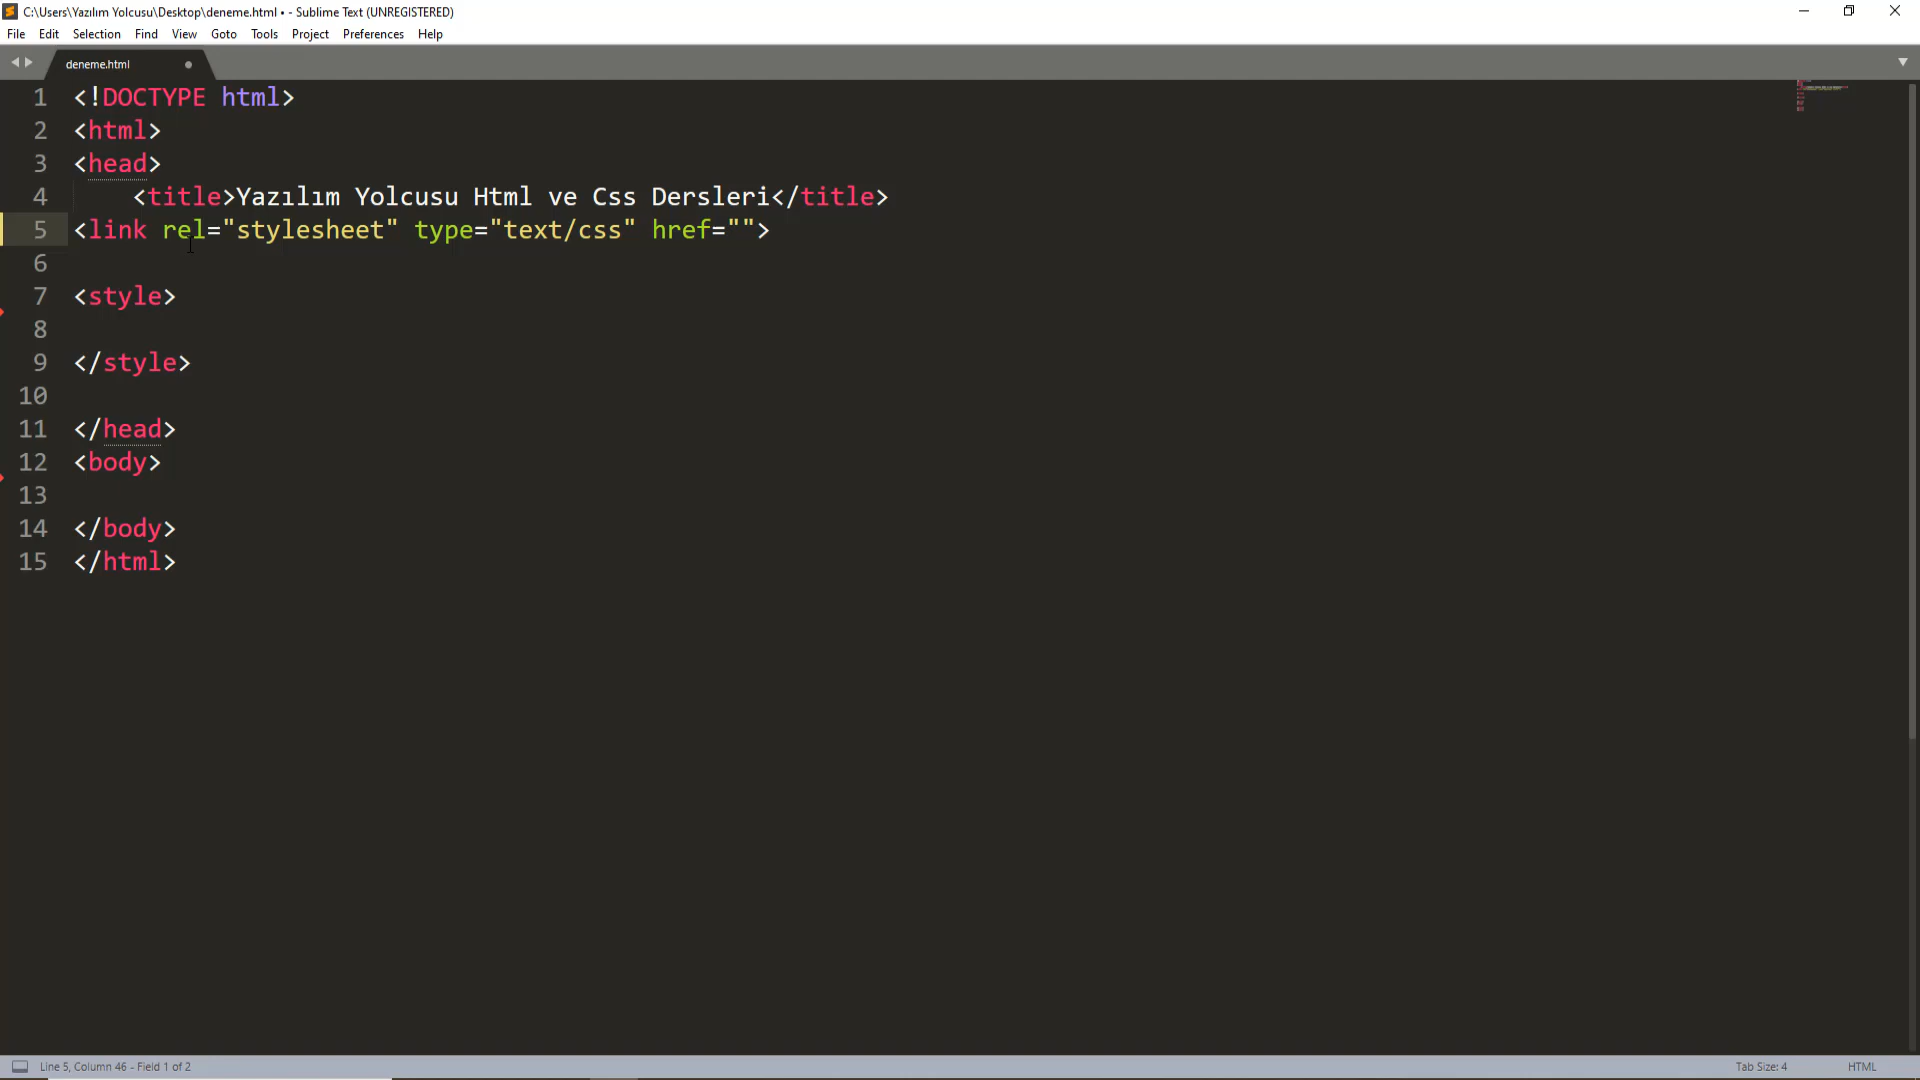 C:\Users\Yazılım Yolcusu\Desktop\deneme.html • - Sublime Text (UNREGISTERED)
File Edit Selection Find View Goto Tools Project Preferences Help
deneme.html
1 <!DOCTYPE html>
2 <html>
3 <head>
4 <title>Yazılım Yolcusu Html ve Css Dersleri</title>
5 <link rel="stylesheet" type="text/css" href="">
6
7 <style>
8
9 </style>
10
11 </head>
12 <body>
13
14 </body>
15 </html>
Line 5, Column 46 - Field 1 of 2
Tab Size: 4
HTML